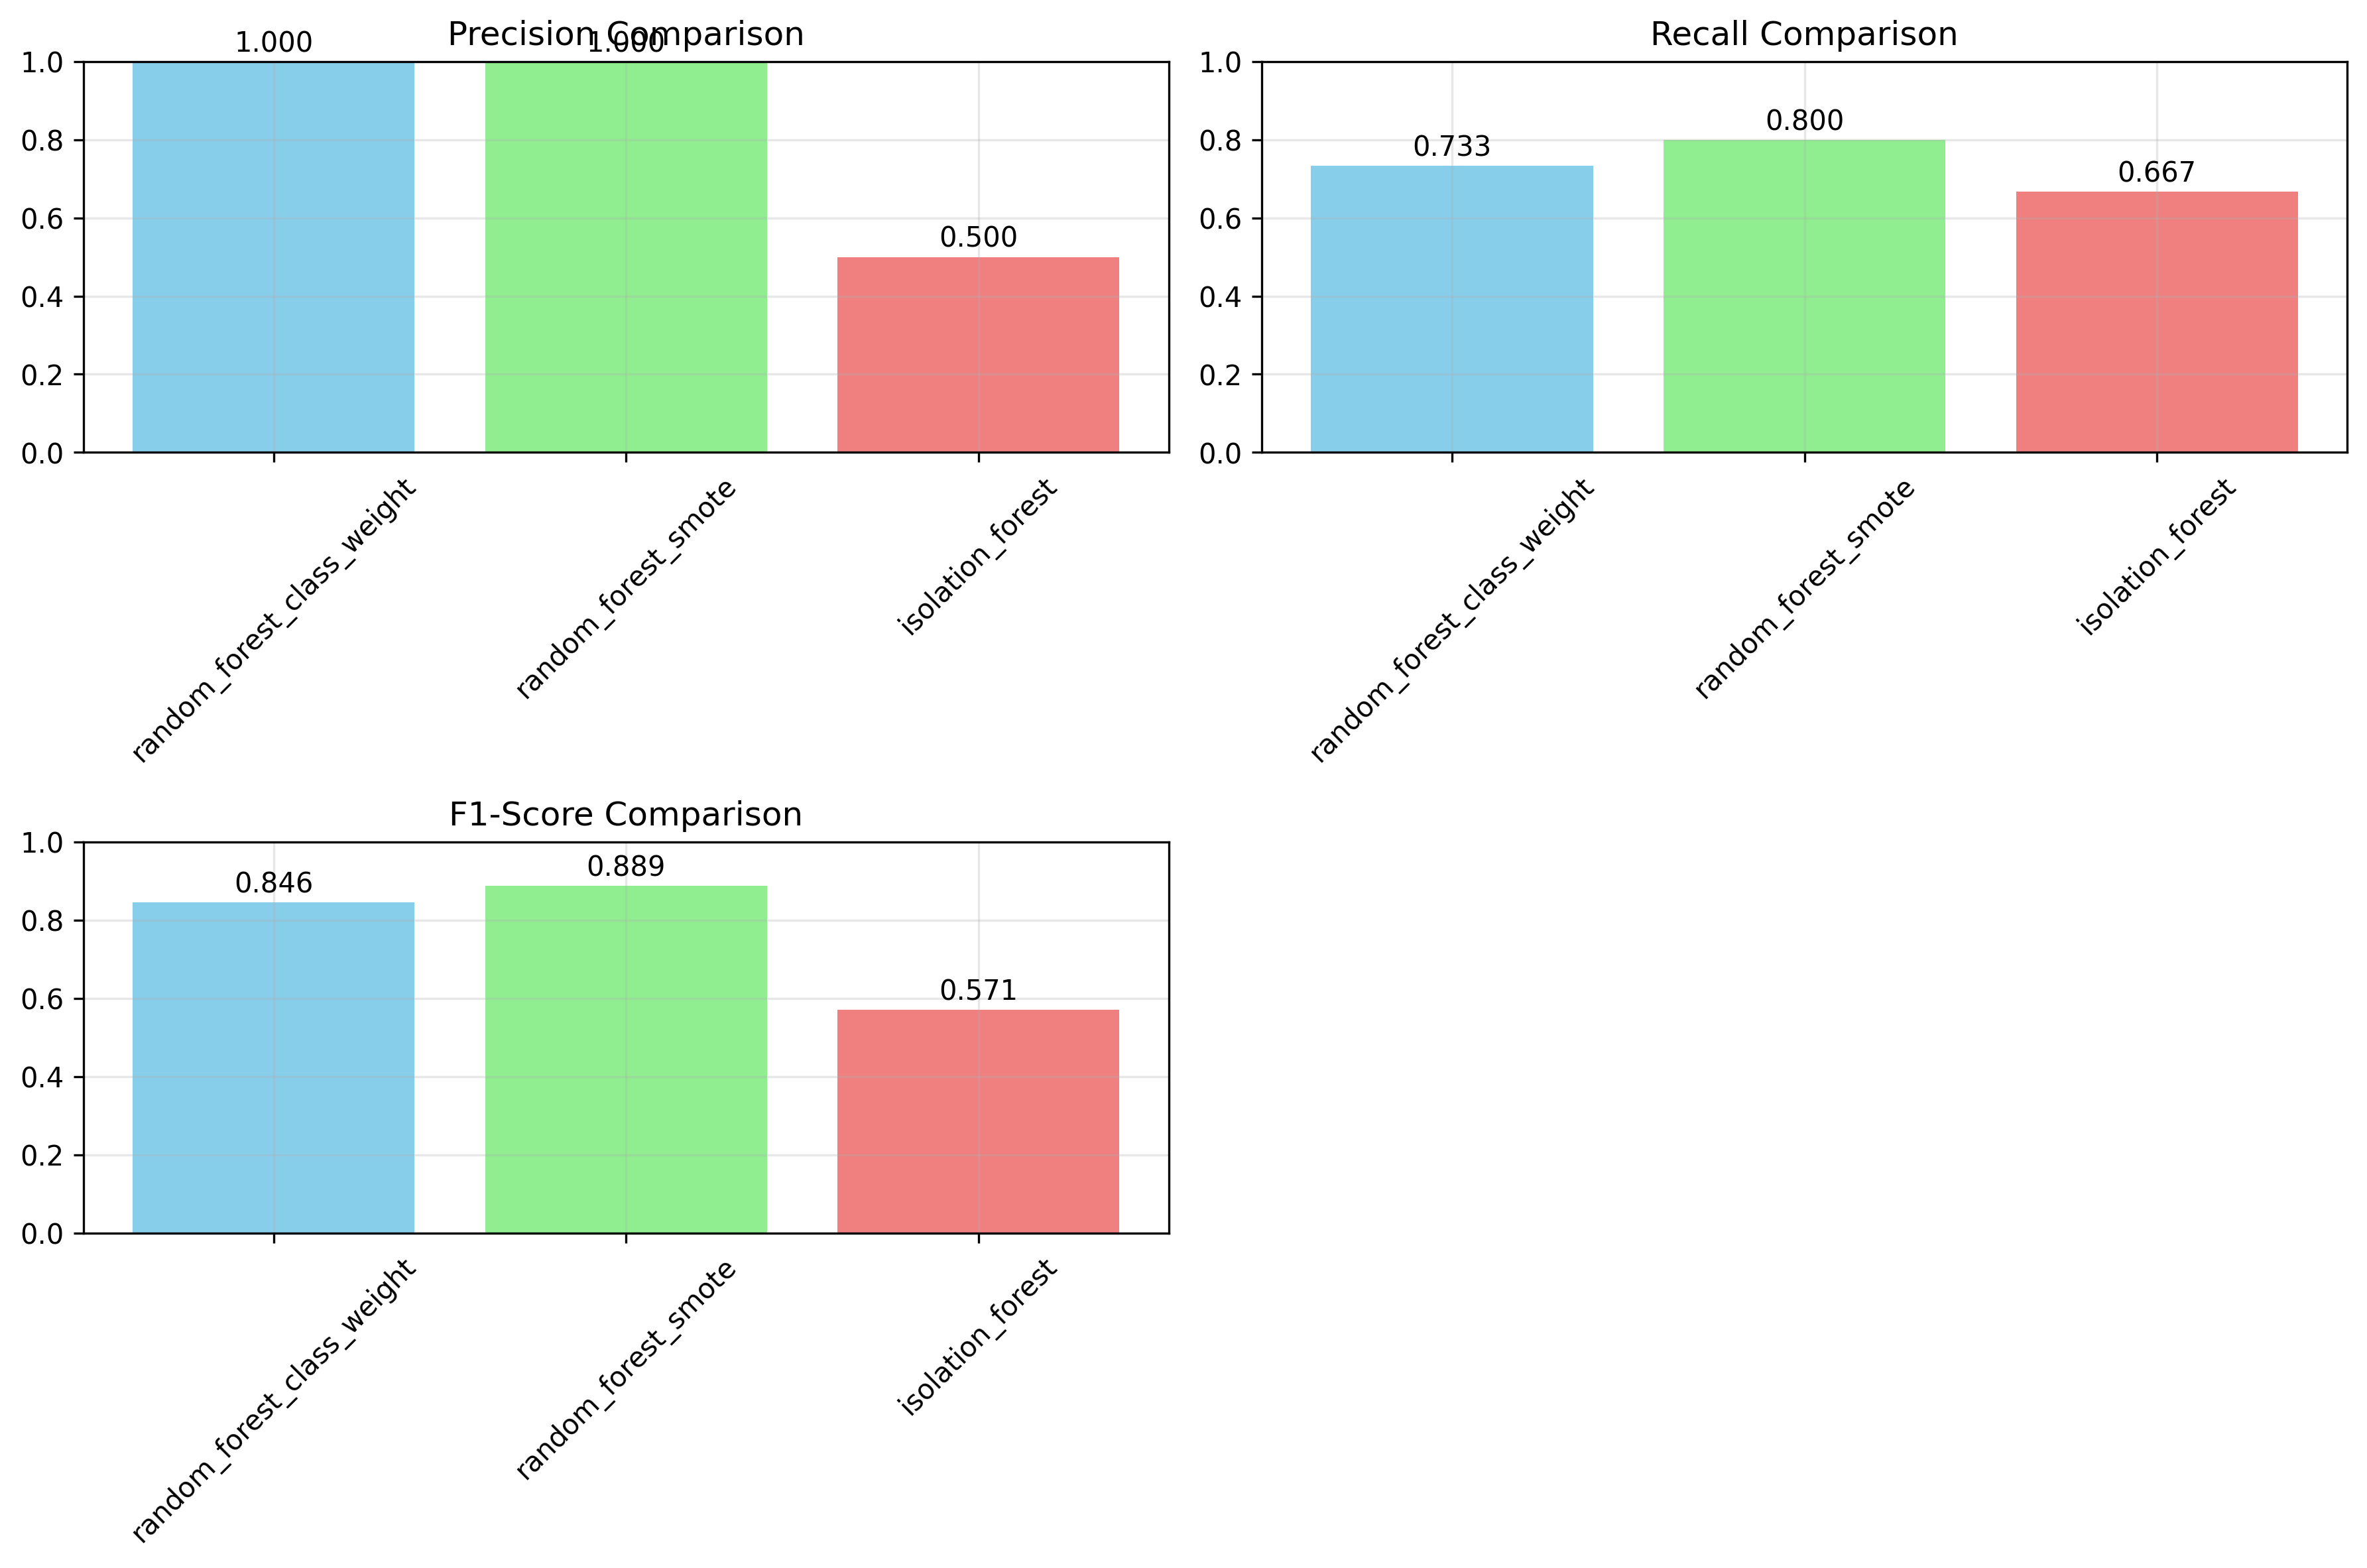 Precision Comparison
1.000
1.000
0.500
1.0
0.8
0.6
0.4
0.2
0.0
random_forest_class_weight
random_forest_smote
isolation_forest
Recall Comparison
0.733
0.800
0.667
1.0
0.8
0.6
0.4
0.2
0.0
random_forest_class_weight
random_forest_smote
isolation_forest
F1-Score Comparison
0.846
0.889
0.571
1.0
0.8
0.6
0.4
0.2
0.0
random_forest_class_weight
random_forest_smote
isolation_forest